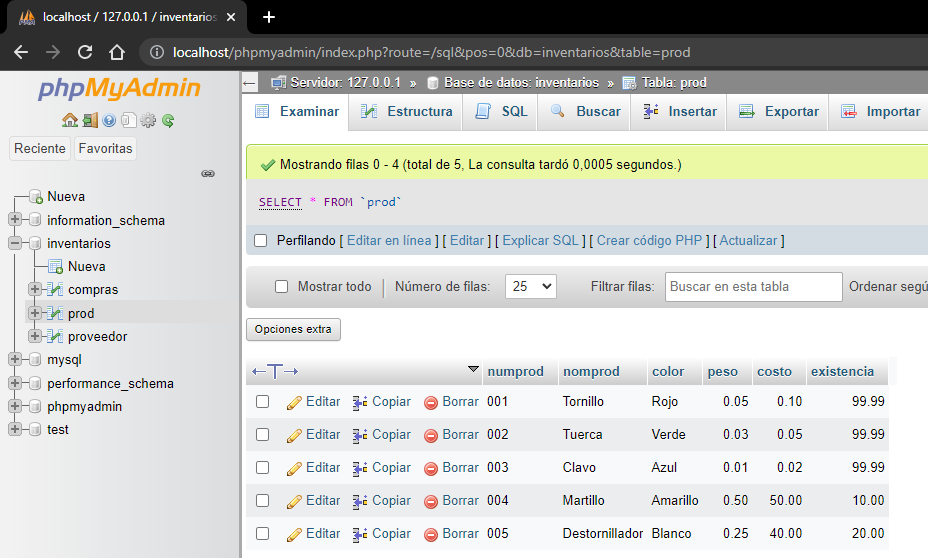 localhost / 127.0.0.1 / inventarios
localhost/phpmyadmin/index.php?route=/sql&pos=0&db=inventarios&table=prod
phpMyAdmin
Reciente Favoritas
Nueva
information_schema
inventarios
Nueva
compras
prod
proveedor
mysql
performance_schema
phpmyadmin
test
Servidor: 127.0.0.1 » Base de datos: inventarios » Tabla: prod
Examinar Estructura SQL Buscar Insertar Exportar Importar
Mostrando filas 0 - 4 (total de 5, La consulta tardó 0,0005 segundos.)
SELECT * FROM `prod`
Perfilando [ Editar en línea ] [ Editar ] [ Explicar SQL ] [ Crear código PHP ] [ Actualizar ]
Mostrar todo Número de filas: 25 Filtrar filas: Buscar en esta tabla Ordenar segú
Opciones extra
numprod nomprod color peso costo existencia
Editar Copiar Borrar 001 Tornillo Rojo 0.05 0.10 99.99
Editar Copiar Borrar 002 Tuerca Verde 0.03 0.05 99.99
Editar Copiar Borrar 003 Clavo Azul 0.01 0.02 99.99
Editar Copiar Borrar 004 Martillo Amarillo 0.50 50.00 10.00
Editar Copiar Borrar 005 Destornillador Blanco 0.25 40.00 20.00